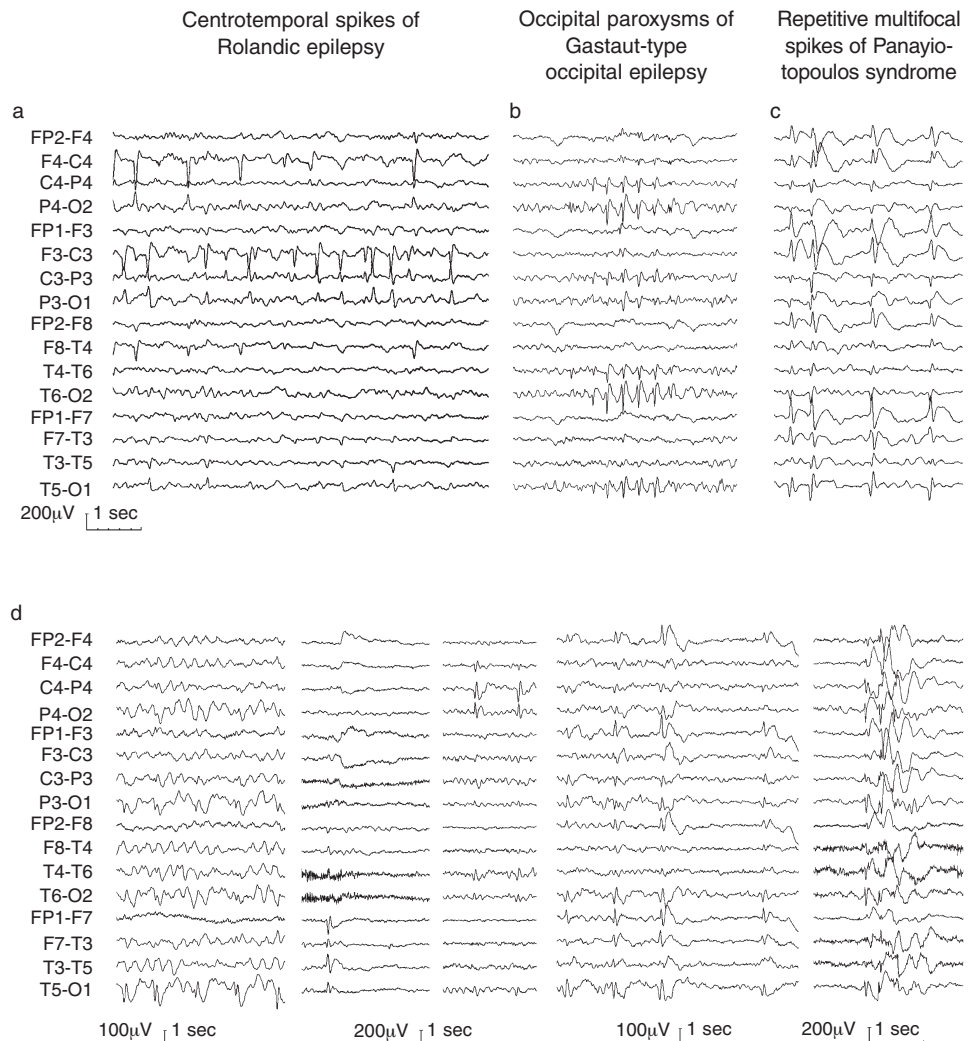 Centrotemporal spikes of
Rolandic epilepsy
Occipital paroxysms of
Gastaut-type
occipital epilepsy
Repetitive multifocal
spikes of Panayio-
topoulos syndrome
a
b
c
FP2-F4
F4-C4
C4-P4
P4-O2
FP1-F3
F3-C3
C3-P3
P3-O1
FP2-F8
F8-T4
T4-T6
T6-O2
FP1-F7
F7-T3
T3-T5
T5-O1
200μV 1 sec
d
FP2-F4
F4-C4
C4-P4
P4-O2
FP1-F3
F3-C3
C3-P3
P3-O1
FP2-F8
F8-T4
T4-T6
T6-O2
FP1-F7
F7-T3
T3-T5
T5-O1
100μV 1 sec 200μV 1 sec 100μV 1 sec 200μV 1 sec